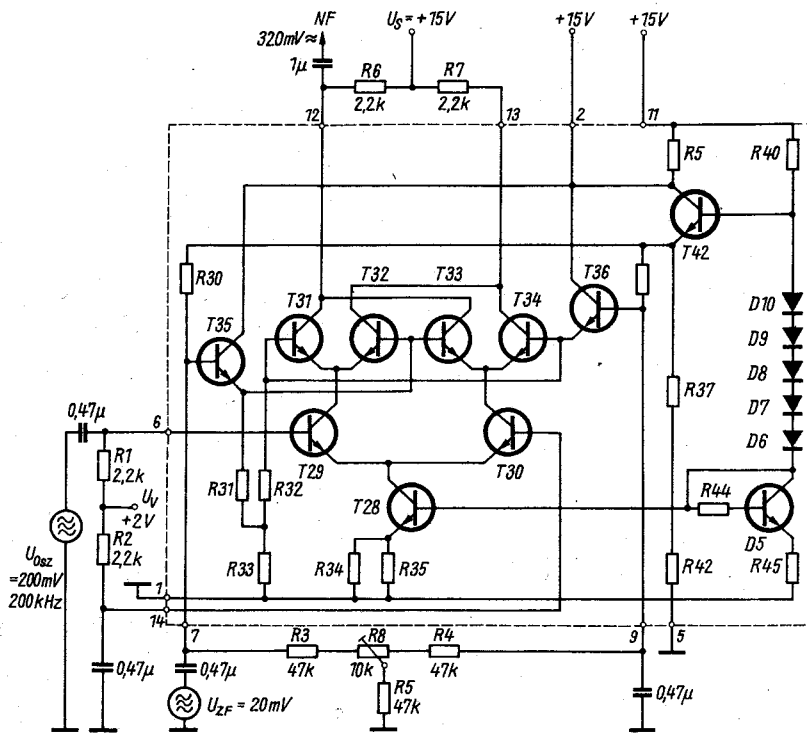 NF
320mV≈
1µ
U_S = +15V
+15V
+15V
R6
2,2k
R7
2,2k
12
13
2
11
R5
R40
T42
R30
T31
T32
T33
T34
T36
T35
D10
D9
D8
D7
D6
R37
0,47µ
6
R1
2,2k
U_V
+2V
R2
2,2k
T29
T30
R31
R32
T28
R44
D5
R33
R34
R35
R42
R45
U_Osz
=200mV
200kHz
1
14
7
9
5
0,47µ
0,47µ
U_ZF = 20mV
R3
47k
R8
10k
R4
47k
R5
47k
0,47µ